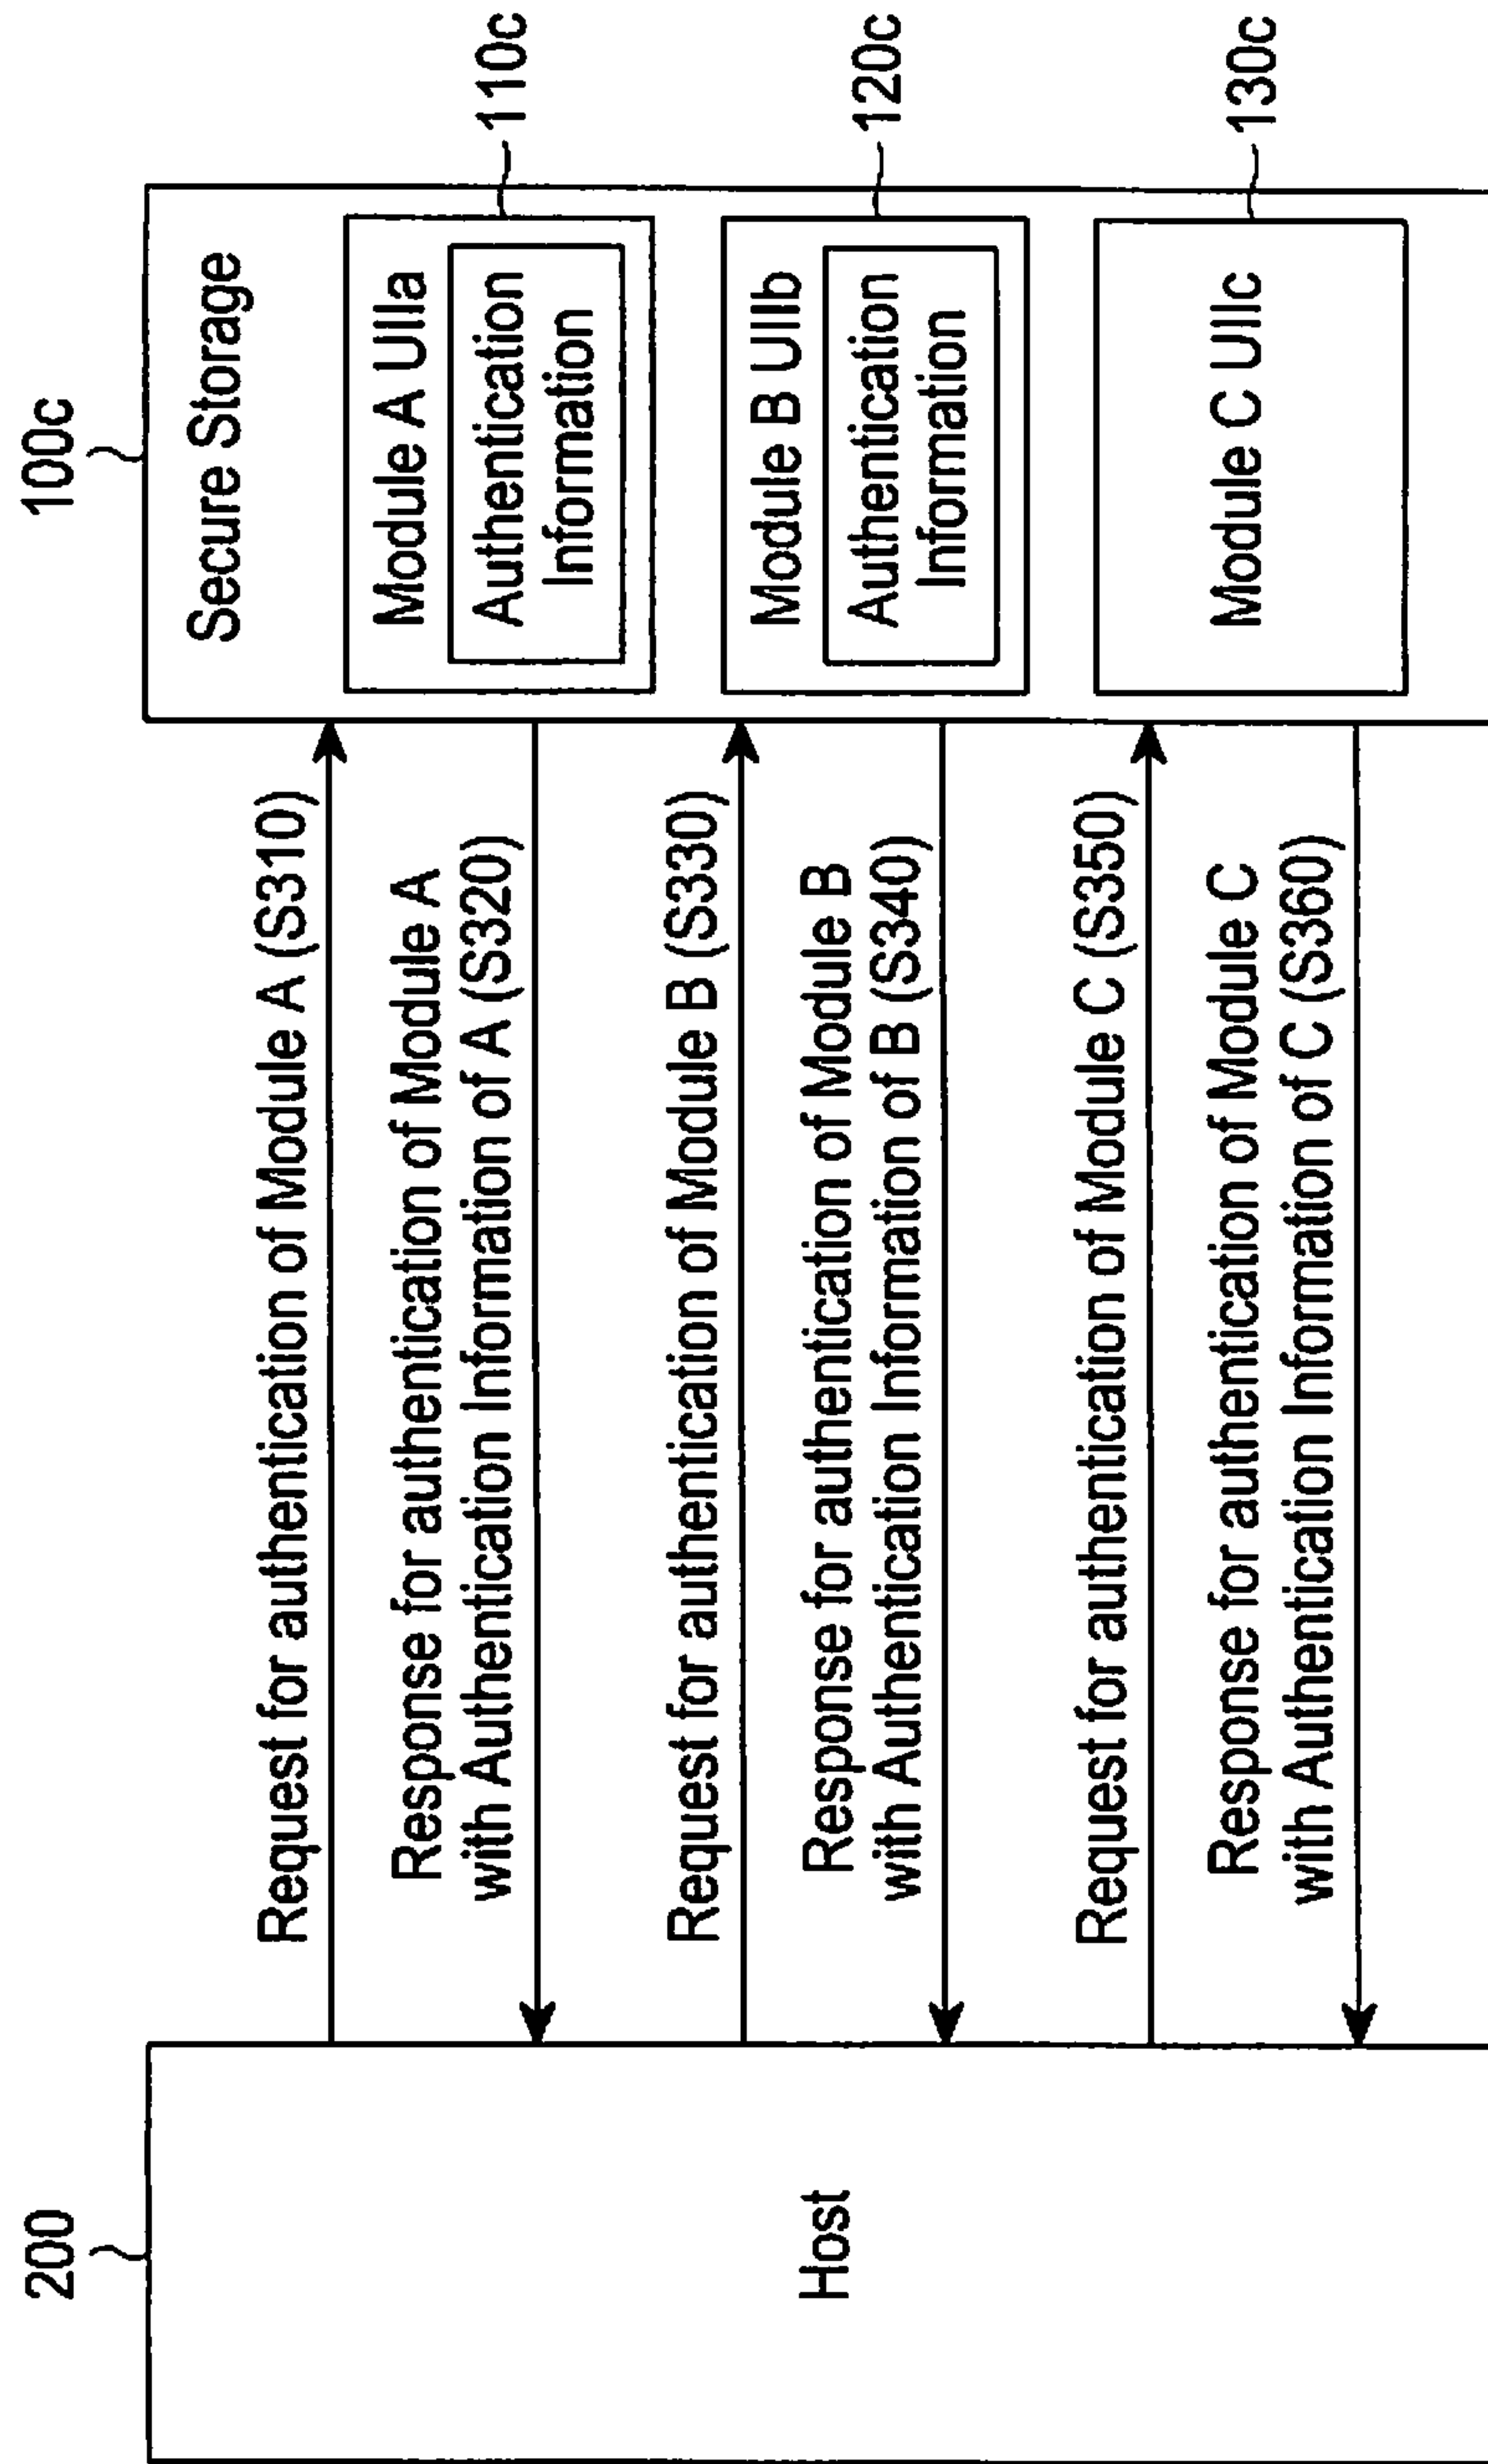 200
100c
Host
Request for authentication of Module A (S310)
Response for authentication of Module A
with Authentication Information of A (S320)
Request for authentication of Module B (S330)
Response for authentication of Module B
with Authentication Information of B (S340)
Request for authentication of Module C (S350)
Response for authentication of Module C
with Authentication Information of C (S360)
Secure Storage
Module A UIIa
Authentication
Information
110c
Module B UIIb
Authentication
Information
120c
Module C UIIc
130c